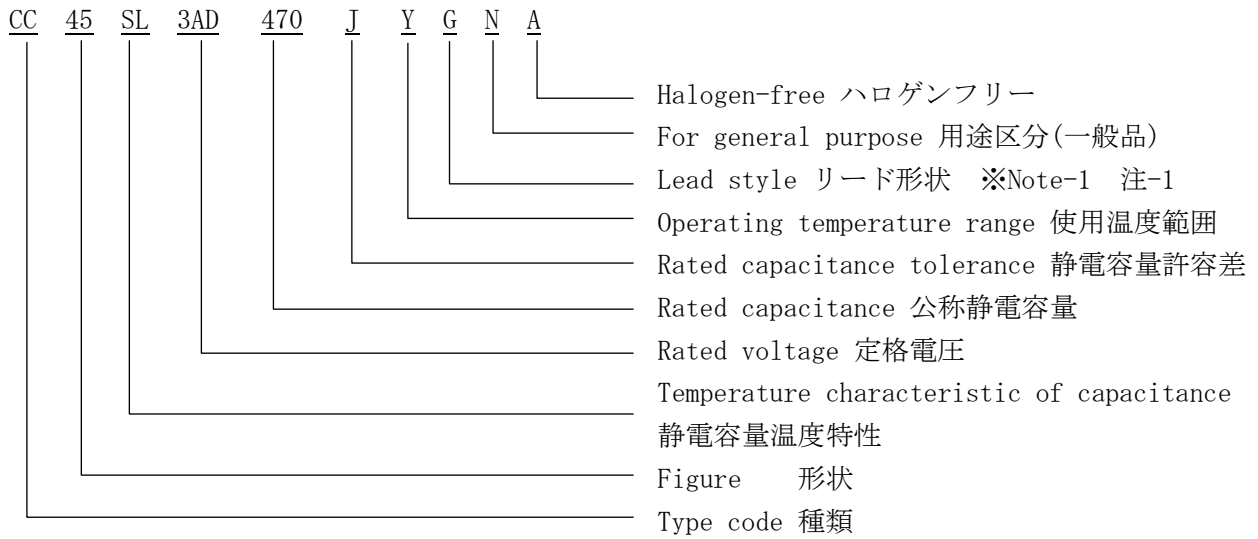 CC 45 SL 3AD 470 J Y G N A
Halogen-free ハロゲンフリー
For general purpose 用途区分(一般品)
Lead style リード形状 ※Note-1 注-1
Operating temperature range 使用温度範囲
Rated capacitance tolerance 静電容量許容差
Rated capacitance 公称静電容量
Rated voltage 定格電圧
Temperature characteristic of capacitance
静電容量温度特性
Figure 形状
Type code 種類